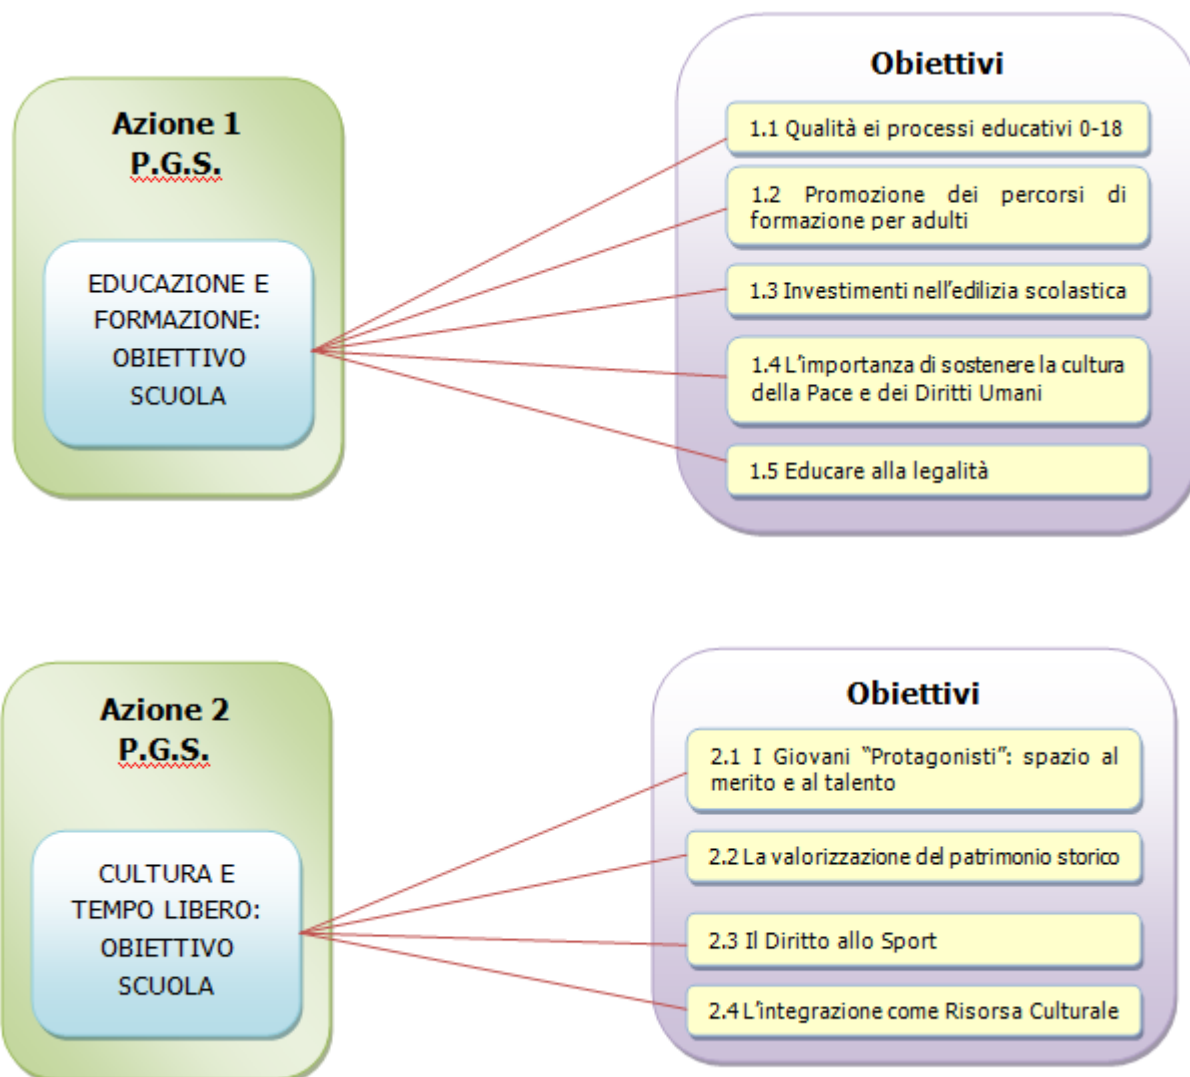 Azione 1
P.G.S.
EDUCAZIONE E
FORMAZIONE:
OBIETTIVO
SCUOLA
Obiettivi
1.1 Qualità ei processi educativi 0-18
1.2 Promozione dei percorsi di
formazione per adulti
1.3 Investimenti nell’edilizia scolastica
1.4 L’importanza di sostenere la cultura
della Pace e dei Diritti Umani
1.5 Educare alla legalità
Azione 2
P.G.S.
CULTURA E
TEMPO LIBERO:
OBIETTIVO
SCUOLA
Obiettivi
2.1 I Giovani “Protagonisti”: spazio al
merito e al talento
2.2 La valorizzazione del patrimonio storico
2.3 Il Diritto allo Sport
2.4 L’integrazione come Risorsa Culturale